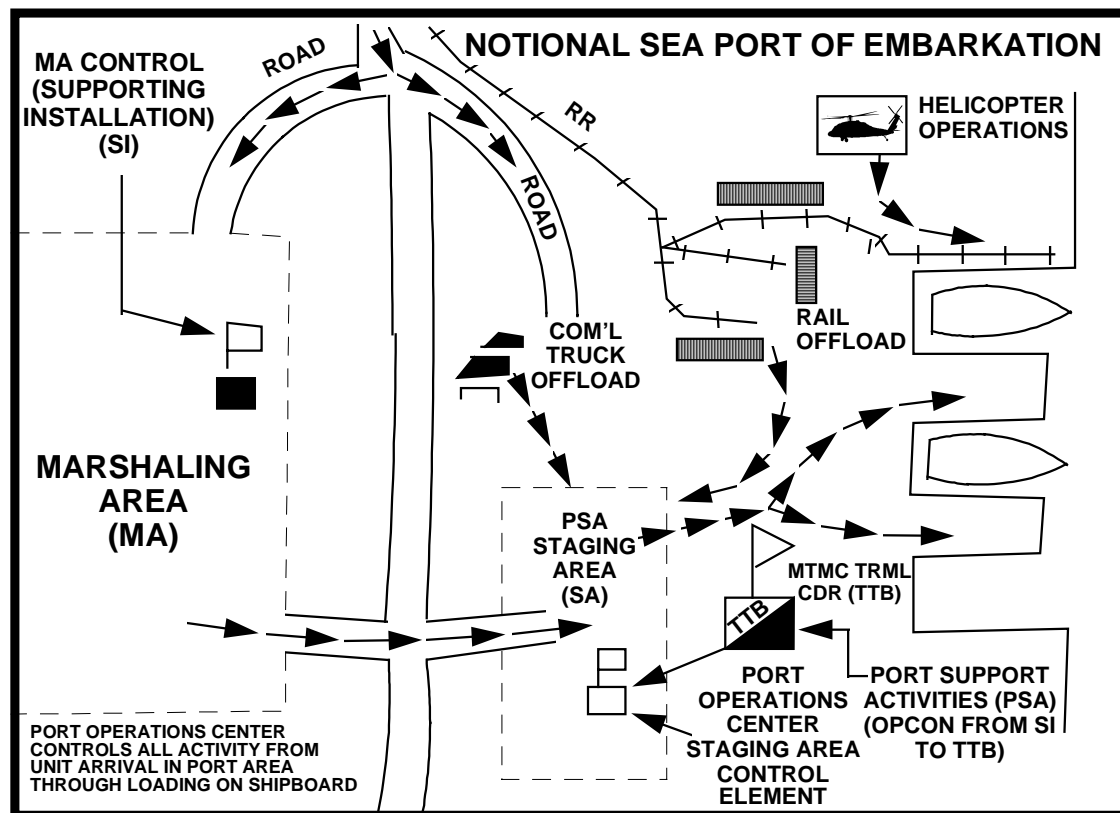 NOTIONAL SEA PORT OF EMBARKATION
MA CONTROL
(SUPPORTING
INSTALLATION)
(SI)
ROAD
ROAD
RR
HELICOPTER
OPERATIONS
RAIL
OFFLOAD
COM'L
TRUCK
OFFLOAD
MARSHALING
AREA
(MA)
PSA
STAGING
AREA
(SA)
MTMC TRML
CDR (TTB)
TTB
PORT
OPERATIONS
CENTER
STAGING AREA
CONTROL
ELEMENT
PORT SUPPORT
ACTIVITIES (PSA)
(OPCON FROM SI
TO TTB)
PORT OPERATIONS CENTER
CONTROLS ALL ACTIVITY FROM
UNIT ARRIVAL IN PORT AREA
THROUGH LOADING ON SHIPBOARD